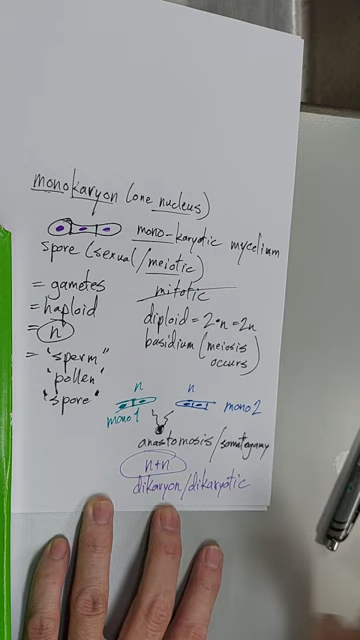 monokaryon (one nucleus)
mono-karyotic mycelium
spore (sexual/meiotic)
mitotic
= gametes
= haploid
= n
= "sperm"
"pollen"
"spore"
diploid = 2•n = 2n
basidium (meiosis
occurs)
n n
mono1 mono2
anastomosis/somatogamy
n+n
dikaryon/dikaryotic